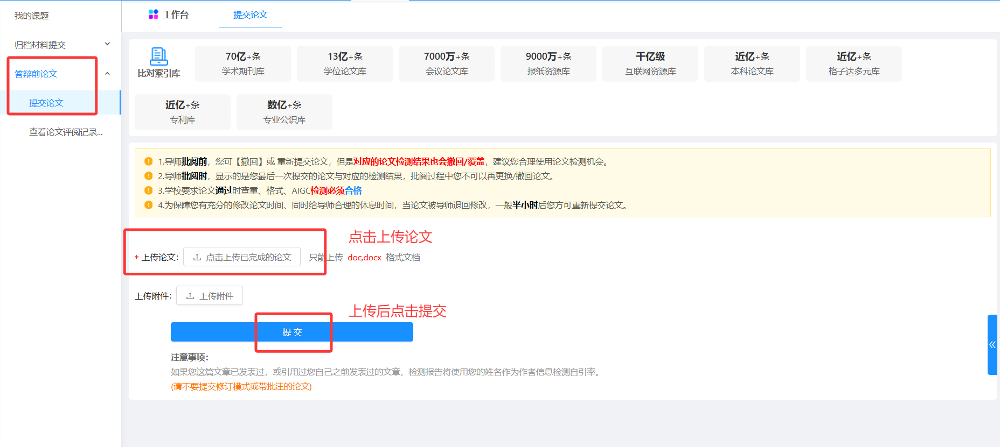 我的课题
归档材料提交
答辩前论文
提交论文
查看论文评阅记录...
工作台
提交论文
比对索引库
70亿+条
学术期刊库
13亿+条
学位论文库
7000万+条
会议论文库
9000万+条
报纸资源库
千亿级
互联网资源库
近亿+条
本科论文库
近亿+条
格子达多元库
近亿+条
专利库
数亿+条
专业公识库
1.导师批阅前，您可【撤回】或 重新提交论文，但是对应的论文检测结果也会撤回/覆盖，建议您合理使用论文检测机会。
2.导师批阅时，显示的是您最后一次提交的论文与对应的检测结果，批阅过程中您不可以再更换/撤回论文。
3.学校要求论文通过时查重、格式、AIGC检测必须合格
4.为保障您有充分的修改论文时间、同时给导师合理的休息时间，当论文被导师退回修改，一般半小时后您方可重新提交论文。
点击上传论文
* 上传论文： 点击上传已完成的论文 只能上传 doc,docx 格式文档
上传附件： 上传附件
上传后点击提交
提 交
注意事项：
如果您这篇文章已发表过，或引用过您自己之前发表过的文章，检测报告将使用您的姓名作为作者信息检测自引率。
(请不要提交修订模式或带批注的论文)